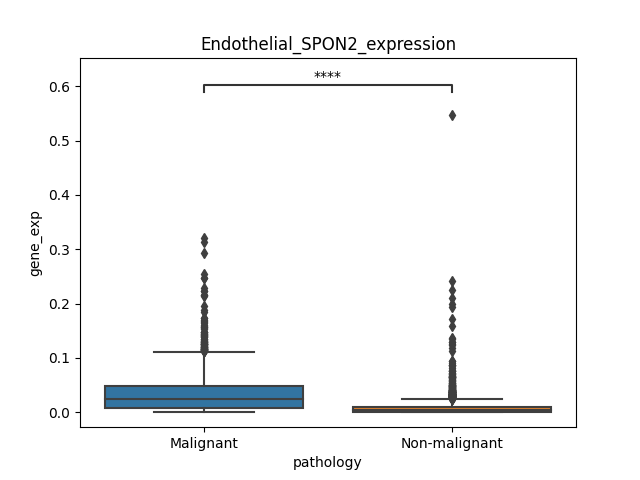 Endothelial_SPON2_expression
****
gene_exp
0.6
0.5
0.4
0.3
0.2
0.1
0.0
Malignant
Non-malignant
pathology